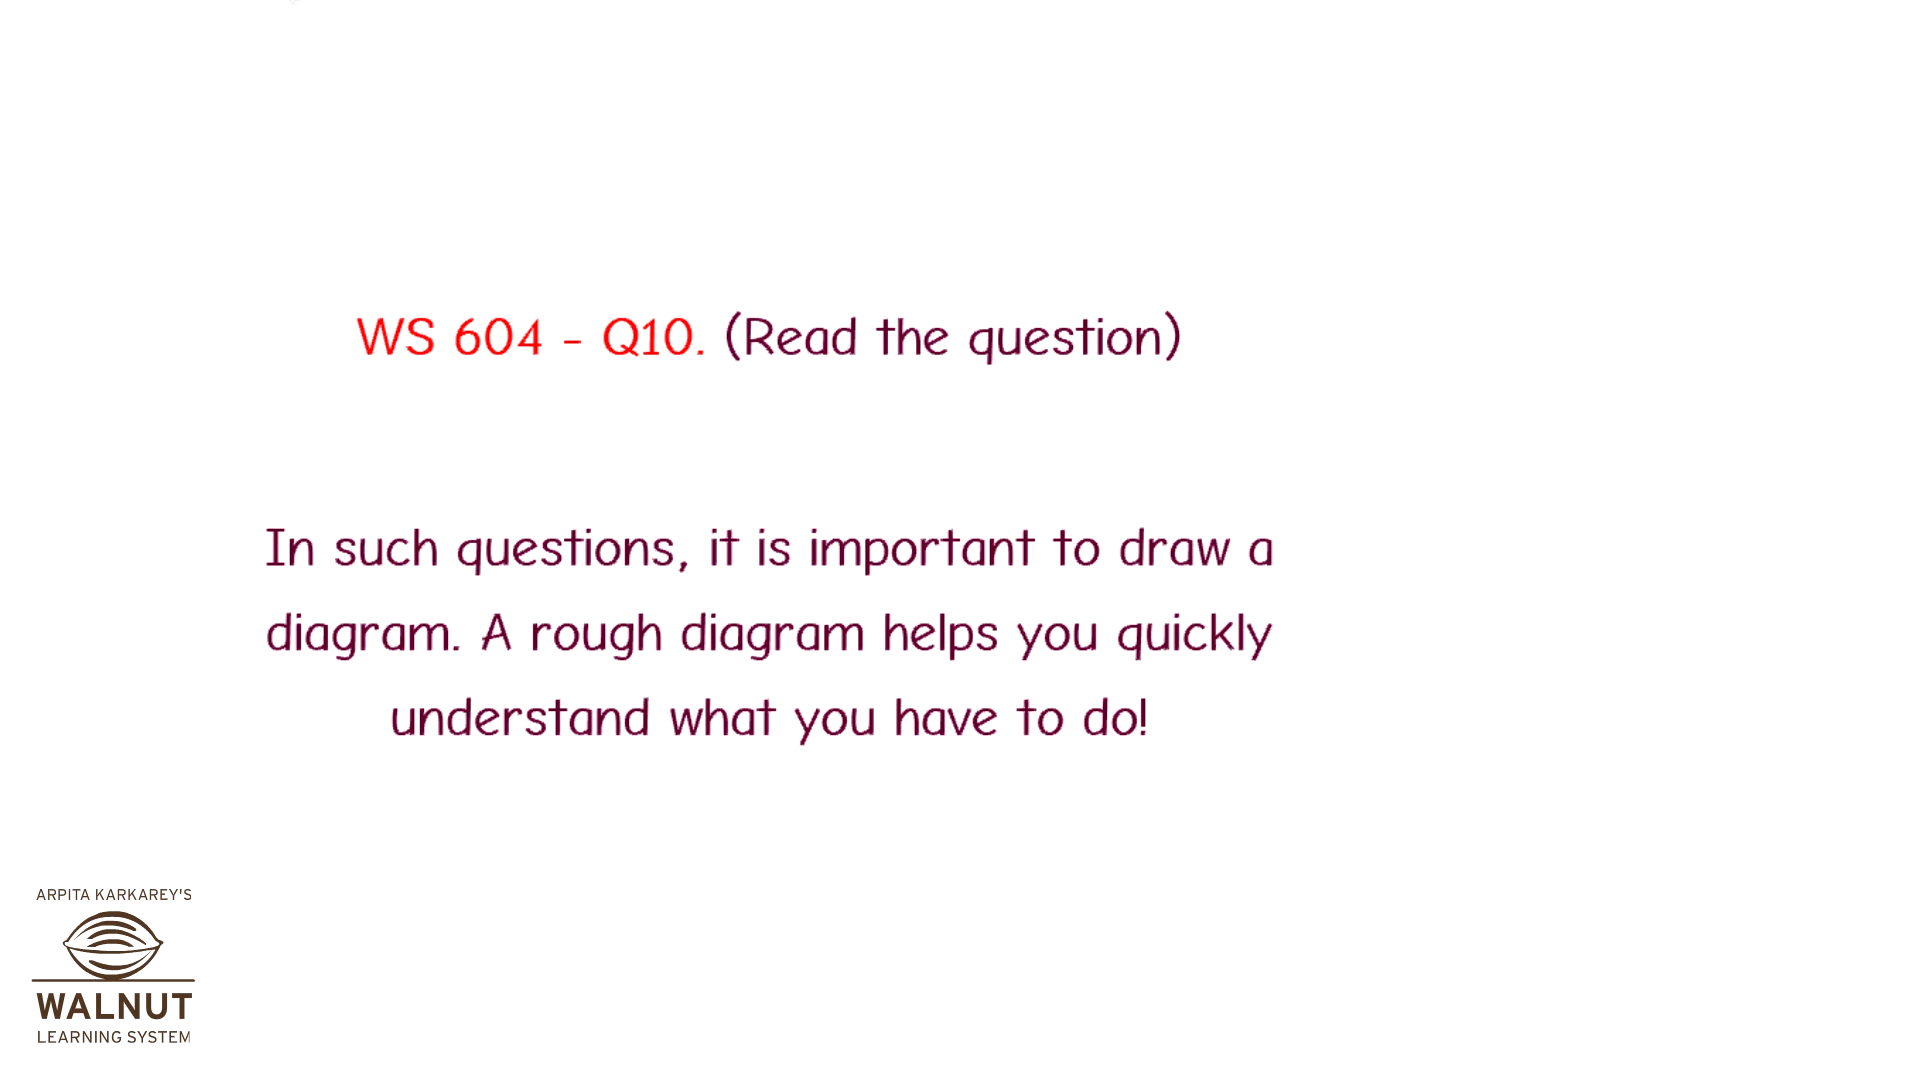 WS 604 - Q10. (Read the question)
In such questions, it is important to draw a
diagram. A rough diagram helps you quickly
understand what you have to do!
ARPITA KARKAREY'S
WALNUT
LEARNING SYSTEM